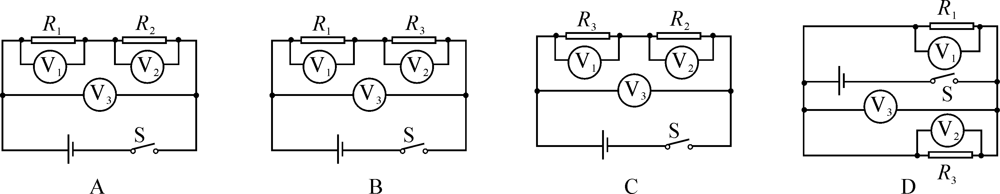 R₁ R₂
V₁ V₂
V₃
S
A
R₁ R₃
V₁ V₂
V₃
S
B
R₃ R₂
V₁ V₂
V₃
S
C
R₁
V₁
S
V₃
V₂
R₃
D